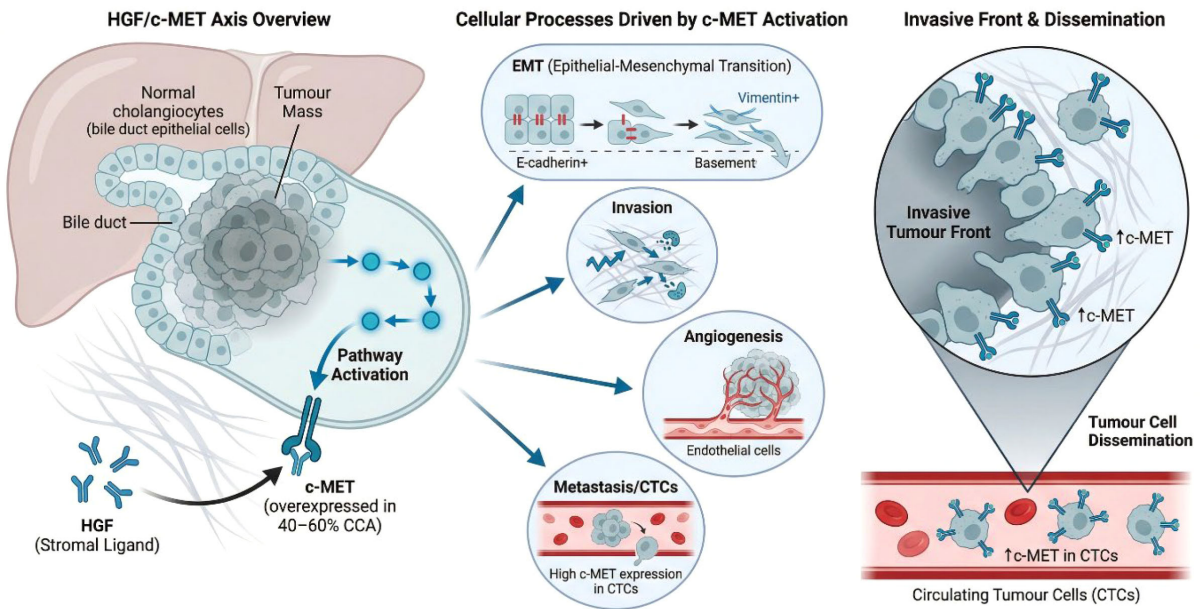 HGF/c-MET Axis Overview
Normal
cholangiocytes
(bile duct epithelial cells)
Tumour
Mass
Bile duct
Pathway
Activation
HGF
(Stromal Ligand)
c-MET
(overexpressed in
40–60% CCA)
Cellular Processes Driven by c-MET Activation
EMT (Epithelial-Mesenchymal Transition)
Vimentin+
E-cadherin+
Basement
Invasion
Angiogenesis
Endothelial cells
Metastasis/CTCs
High c-MET expression
in CTCs
Invasive Front & Dissemination
Invasive
Tumour Front
↑c-MET
↑c-MET
Tumour Cell
Dissemination
↑c-MET in CTCs
Circulating Tumour Cells (CTCs)